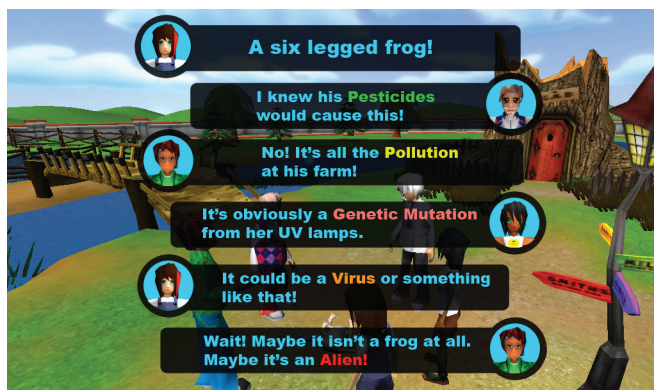 A six legged frog!
I knew his Pesticides
would cause this!
No! It's all the Pollution
at his farm!
It's obviously a Genetic Mutation
from her UV lamps.
It could be a Virus or something
like that!
Wait! Maybe it isn't a frog at all.
Maybe it's an Alien!
SMITHS